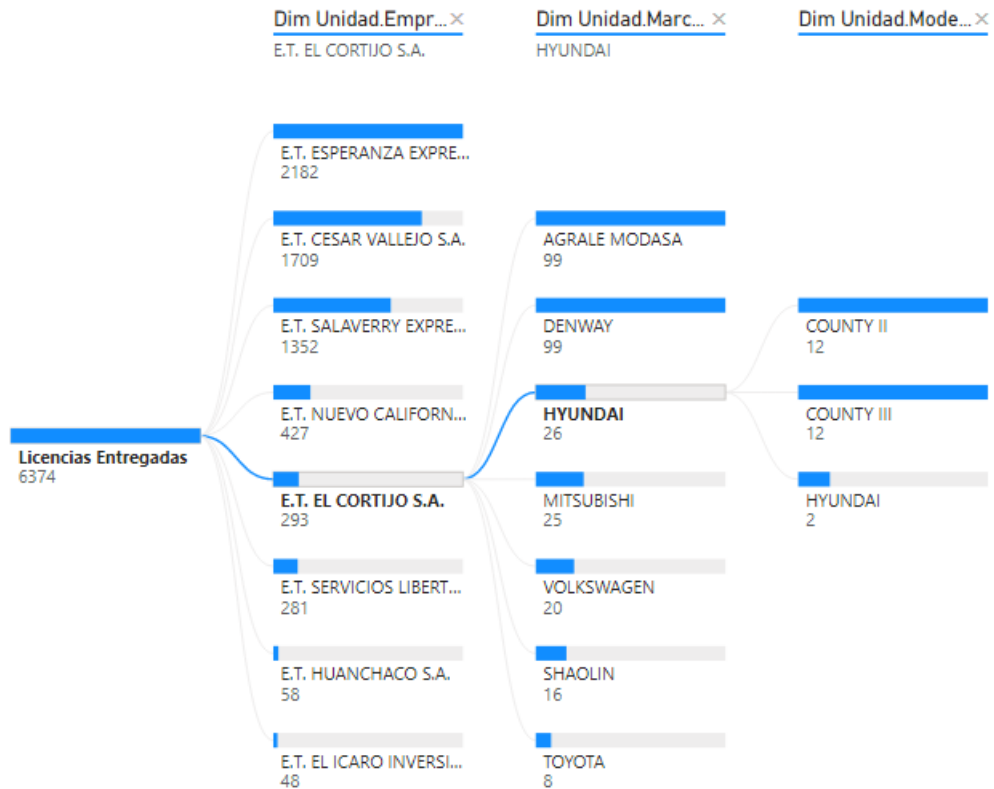 Dim Unidad.Empr... ×
E.T. EL CORTIJO S.A.
Dim Unidad.Marc... ×
HYUNDAI
Dim Unidad.Mode... ×
Licencias Entregadas
6374
E.T. ESPERANZA EXPRE...
2182
E.T. CESAR VALLEJO S.A.
1709
E.T. SALAVERRY EXPRE...
1352
E.T. NUEVO CALIFORN...
427
E.T. EL CORTIJO S.A.
293
E.T. SERVICIOS LIBERT...
281
E.T. HUANCHACO S.A.
58
E.T. EL ICARO INVERSI...
48
AGRALE MODASA
99
DENWAY
99
HYUNDAI
26
MITSUBISHI
25
VOLKSWAGEN
20
SHAOLIN
16
TOYOTA
8
COUNTY II
12
COUNTY III
12
HYUNDAI
2